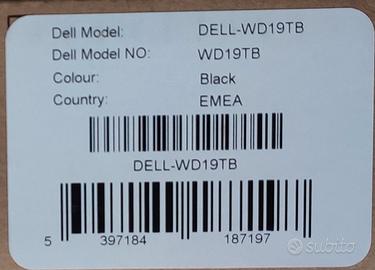 Dell Model: DELL-WD19TB
Dell Model NO: WD19TB
Colour: Black
Country: EMEA
DELL-WD19TB
5 397184 187197
subito